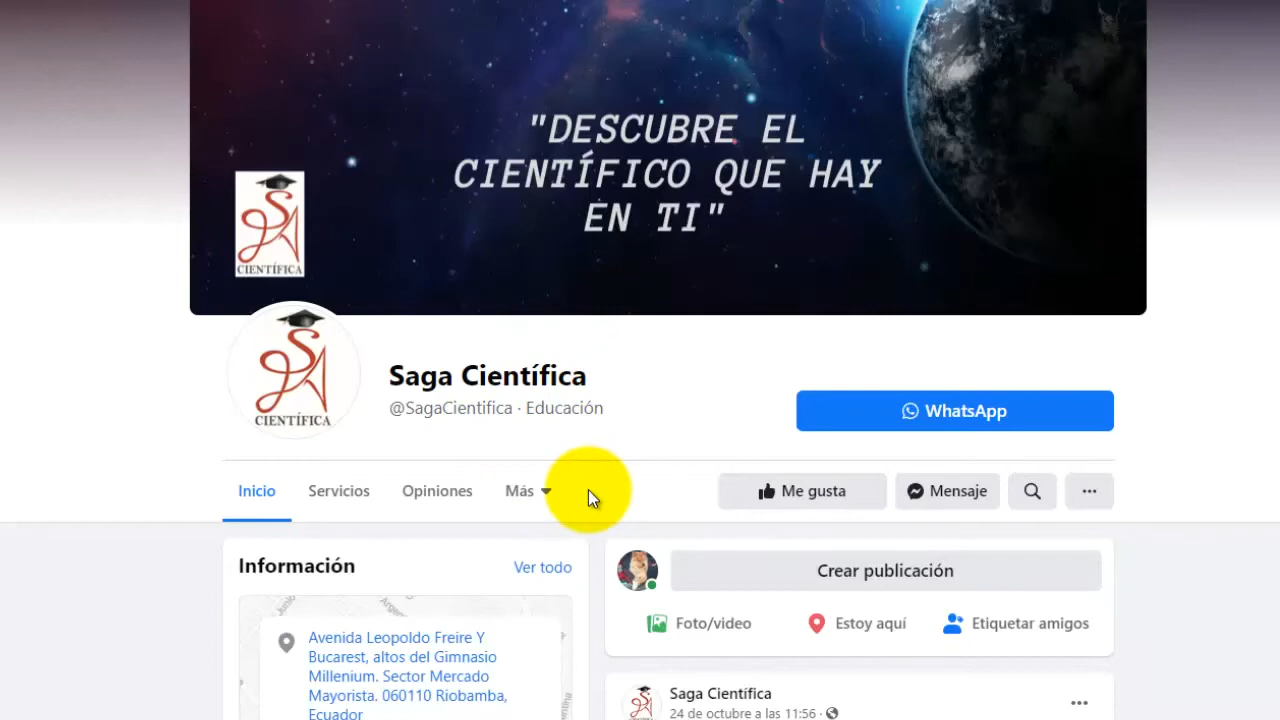 "DESCUBRE EL
CIENTÍFICO QUE HAY
EN TI"
CIENTÍFICA
CIENTÍFICA
Saga Científica
@SagaCientifica · Educación
WhatsApp
Inicio
Servicios
Opiniones
Más
Me gusta
Mensaje
Información
Ver todo
Avenida Leopoldo Freire Y
Bucarest, altos del Gimnasio
Millenium. Sector Mercado
Mayorista. 060110 Riobamba,
Ecuador
Crear publicación
Foto/video
Estoy aquí
Etiquetar amigos
Saga Científica
24 de octubre a las 11:56 ·